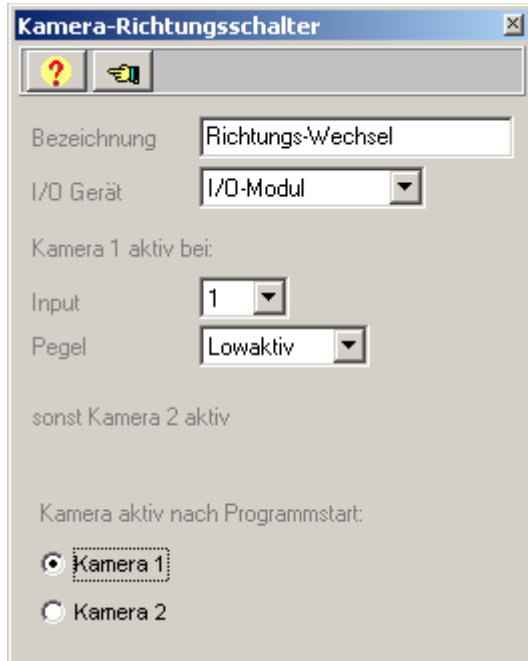 Kamera-Richtungsschalter
?
Bezeichnung Richtungs-Wechsel
I/O Gerät I/O-Modul
Kamera 1 aktiv bei:
Input 1
Pegel Lowaktiv
sonst Kamera 2 aktiv
Kamera aktiv nach Programmstart:
Kamera 1
Kamera 2